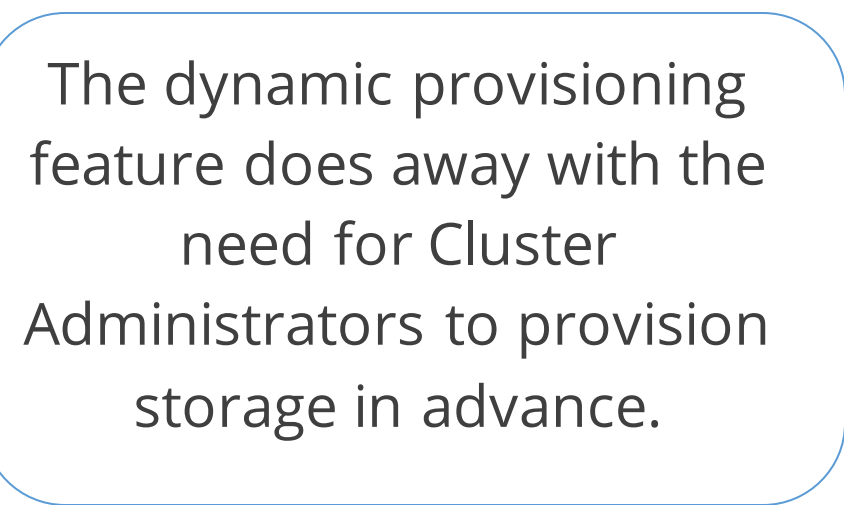 The dynamic provisioning
feature does away with the
need for Cluster
Administrators to provision
storage in advance.